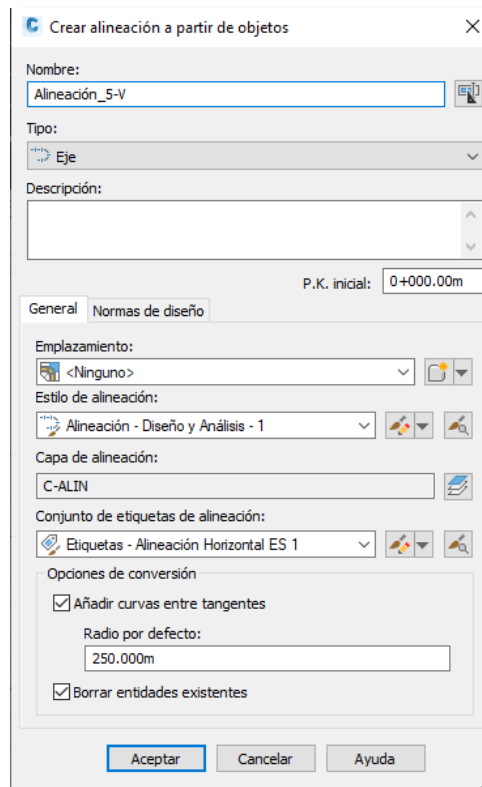 Crear alineación a partir de objetos
Nombre:
Alineación_5-V
Tipo:
Eje
Descripción:
P.K. inicial: 0+000.00m
General Normas de diseño
Emplazamiento:
<Ninguno>
Estilo de alineación:
Alineación - Diseño y Análisis - 1
Capa de alineación:
C-ALIN
Conjunto de etiquetas de alineación:
Etiquetas - Alineación Horizontal ES 1
Opciones de conversión
Añadir curvas entre tangentes
Radio por defecto:
250.000m
Borrar entidades existentes
Aceptar Cancelar Ayuda